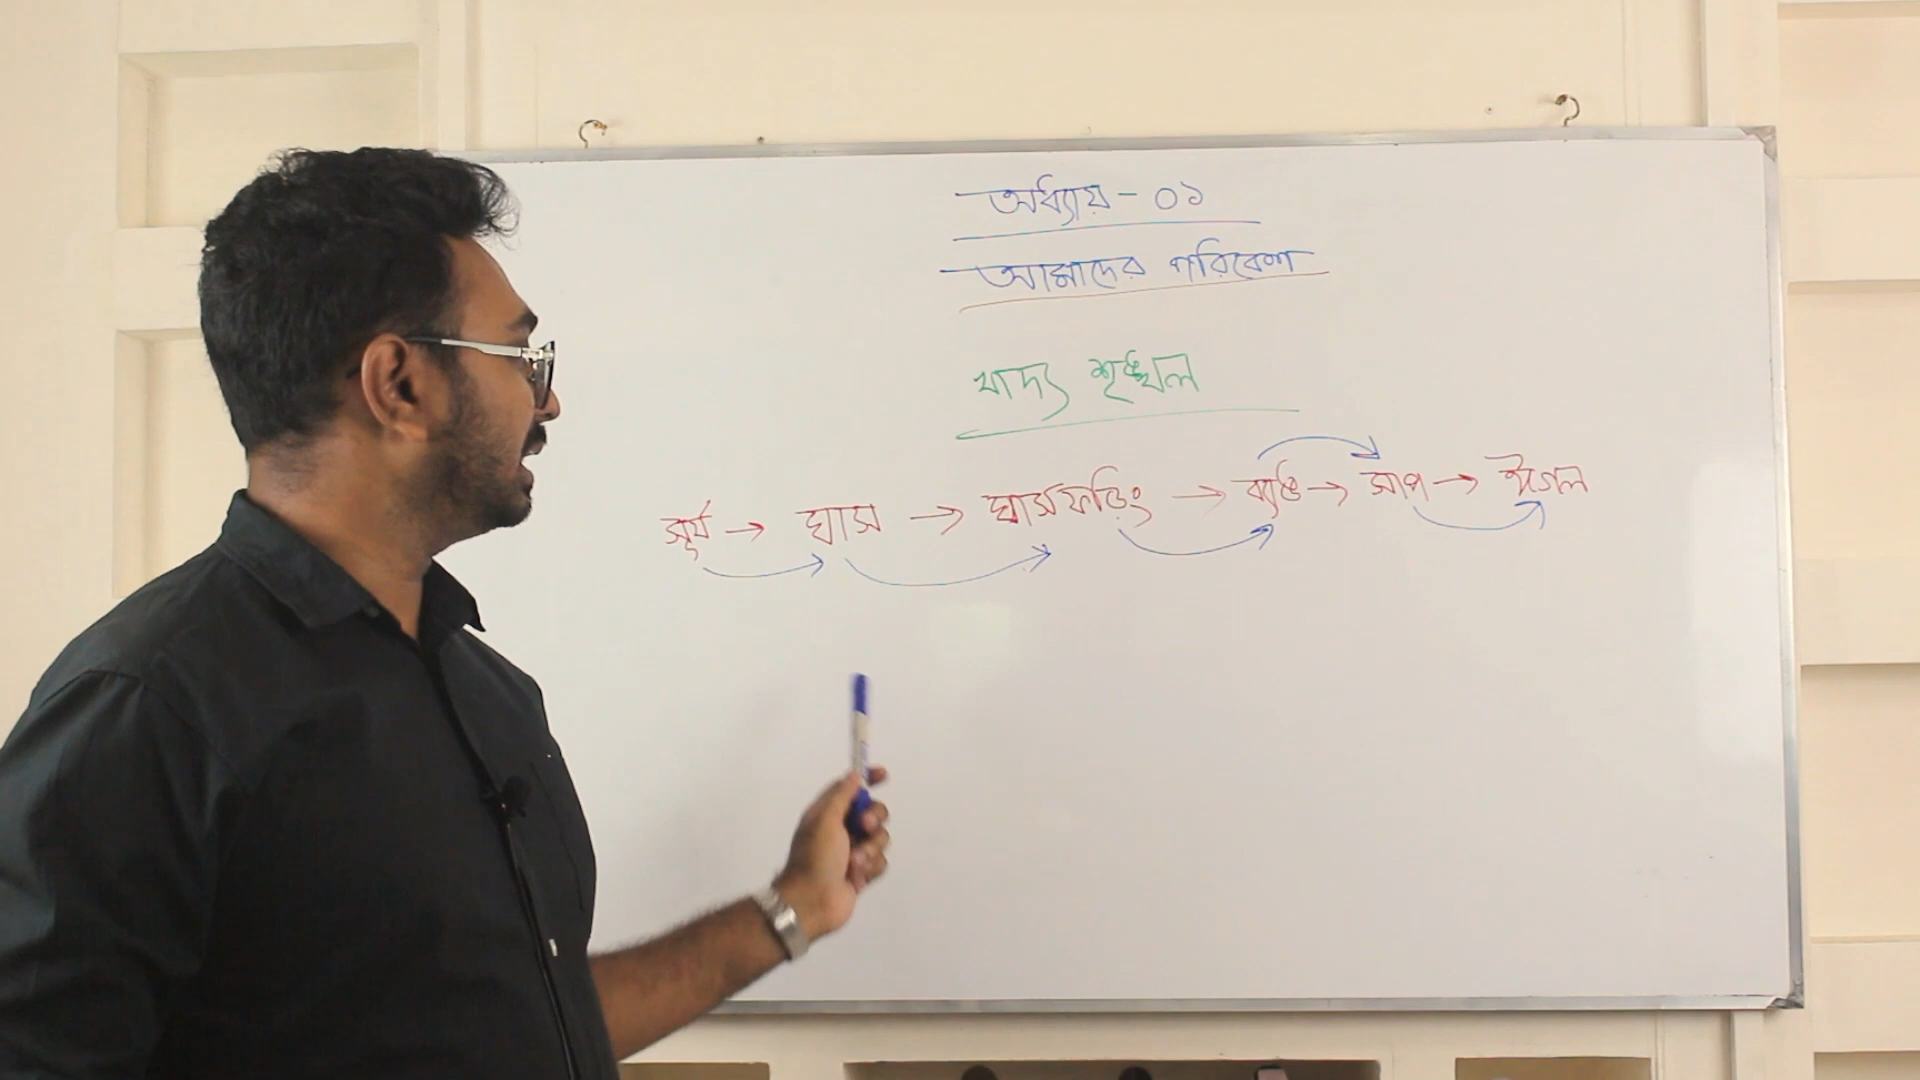 অধ্যায় - ০১
আমাদের পরিবেশ
খাদ্য শৃঙ্খল
সূর্য → ঘাস → ঘাসফড়িং → ব্যাঙ → সাপ → ঈগল